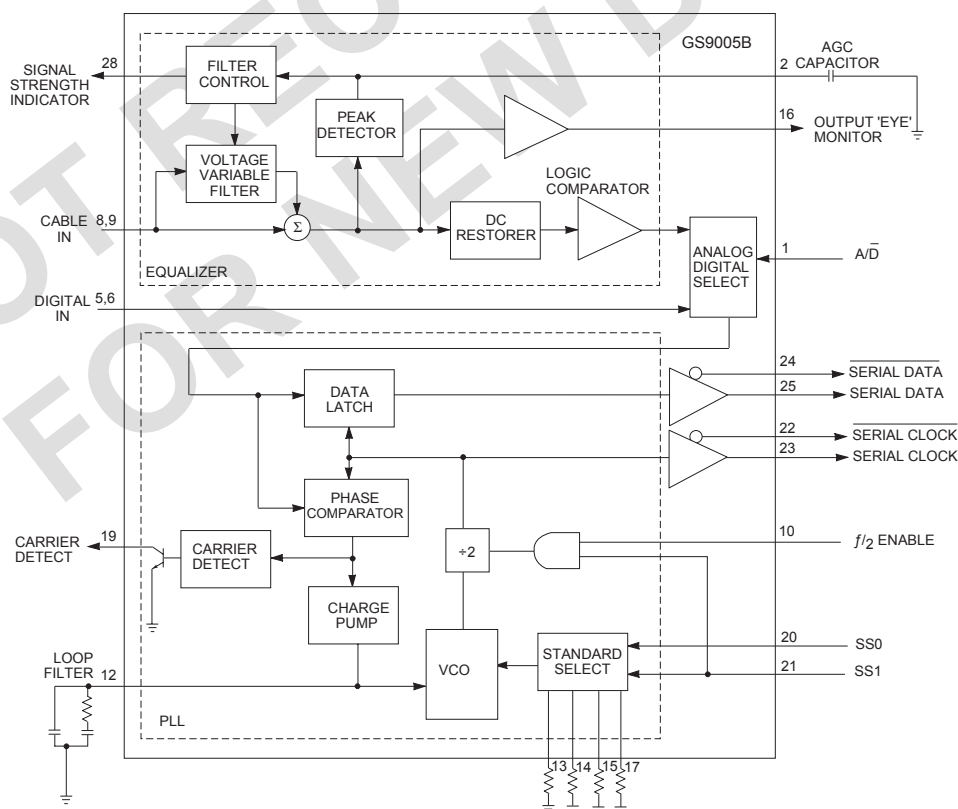 NOT REC
FOR NEW D
GS9005B
SIGNAL
STRENGTH
INDICATOR
28
FILTER
CONTROL
2
AGC
CAPACITOR
PEAK
DETECTOR
16
OUTPUT 'EYE'
MONITOR
VOLTAGE
VARIABLE
FILTER
LOGIC
COMPARATOR
CABLE
IN
8,9
Σ
DC
RESTORER
ANALOG
DIGITAL
SELECT
1
A/D̅
EQUALIZER
DIGITAL
IN
5,6
24
SERIAL DATA
25
SERIAL DATA
DATA
LATCH
22
SERIAL CLOCK
23
SERIAL CLOCK
PHASE
COMPARATOR
CARRIER
DETECT
19
CARRIER
DETECT
÷2
10
ƒ/2 ENABLE
CHARGE
PUMP
20
SS0
STANDARD
SELECT
21
SS1
LOOP
FILTER
12
VCO
PLL
13 14 15 17